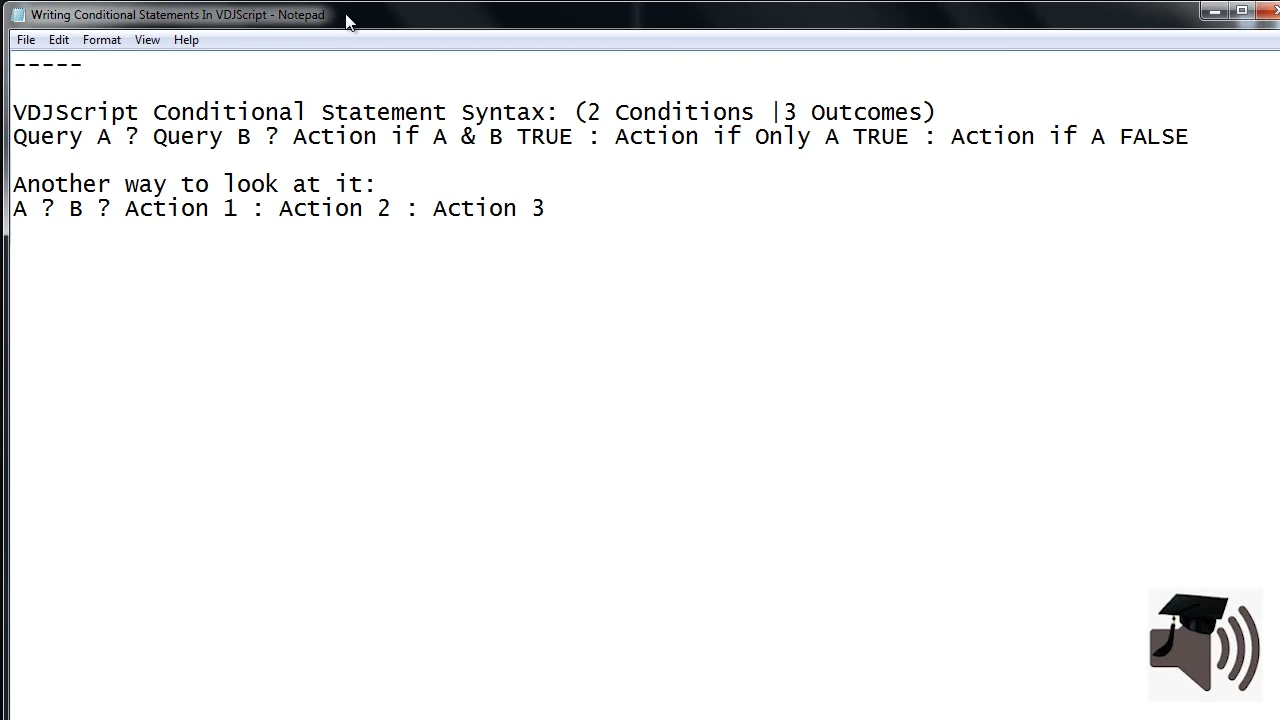 Writing Conditional Statements In VDJScript - Notepad
File Edit Format View Help
-----
VDJScript Conditional Statement Syntax: (2 Conditions |3 Outcomes)
Query A ? Query B ? Action if A & B TRUE : Action if Only A TRUE : Action if A FALSE
Another way to look at it:
A ? B ? Action 1 : Action 2 : Action 3